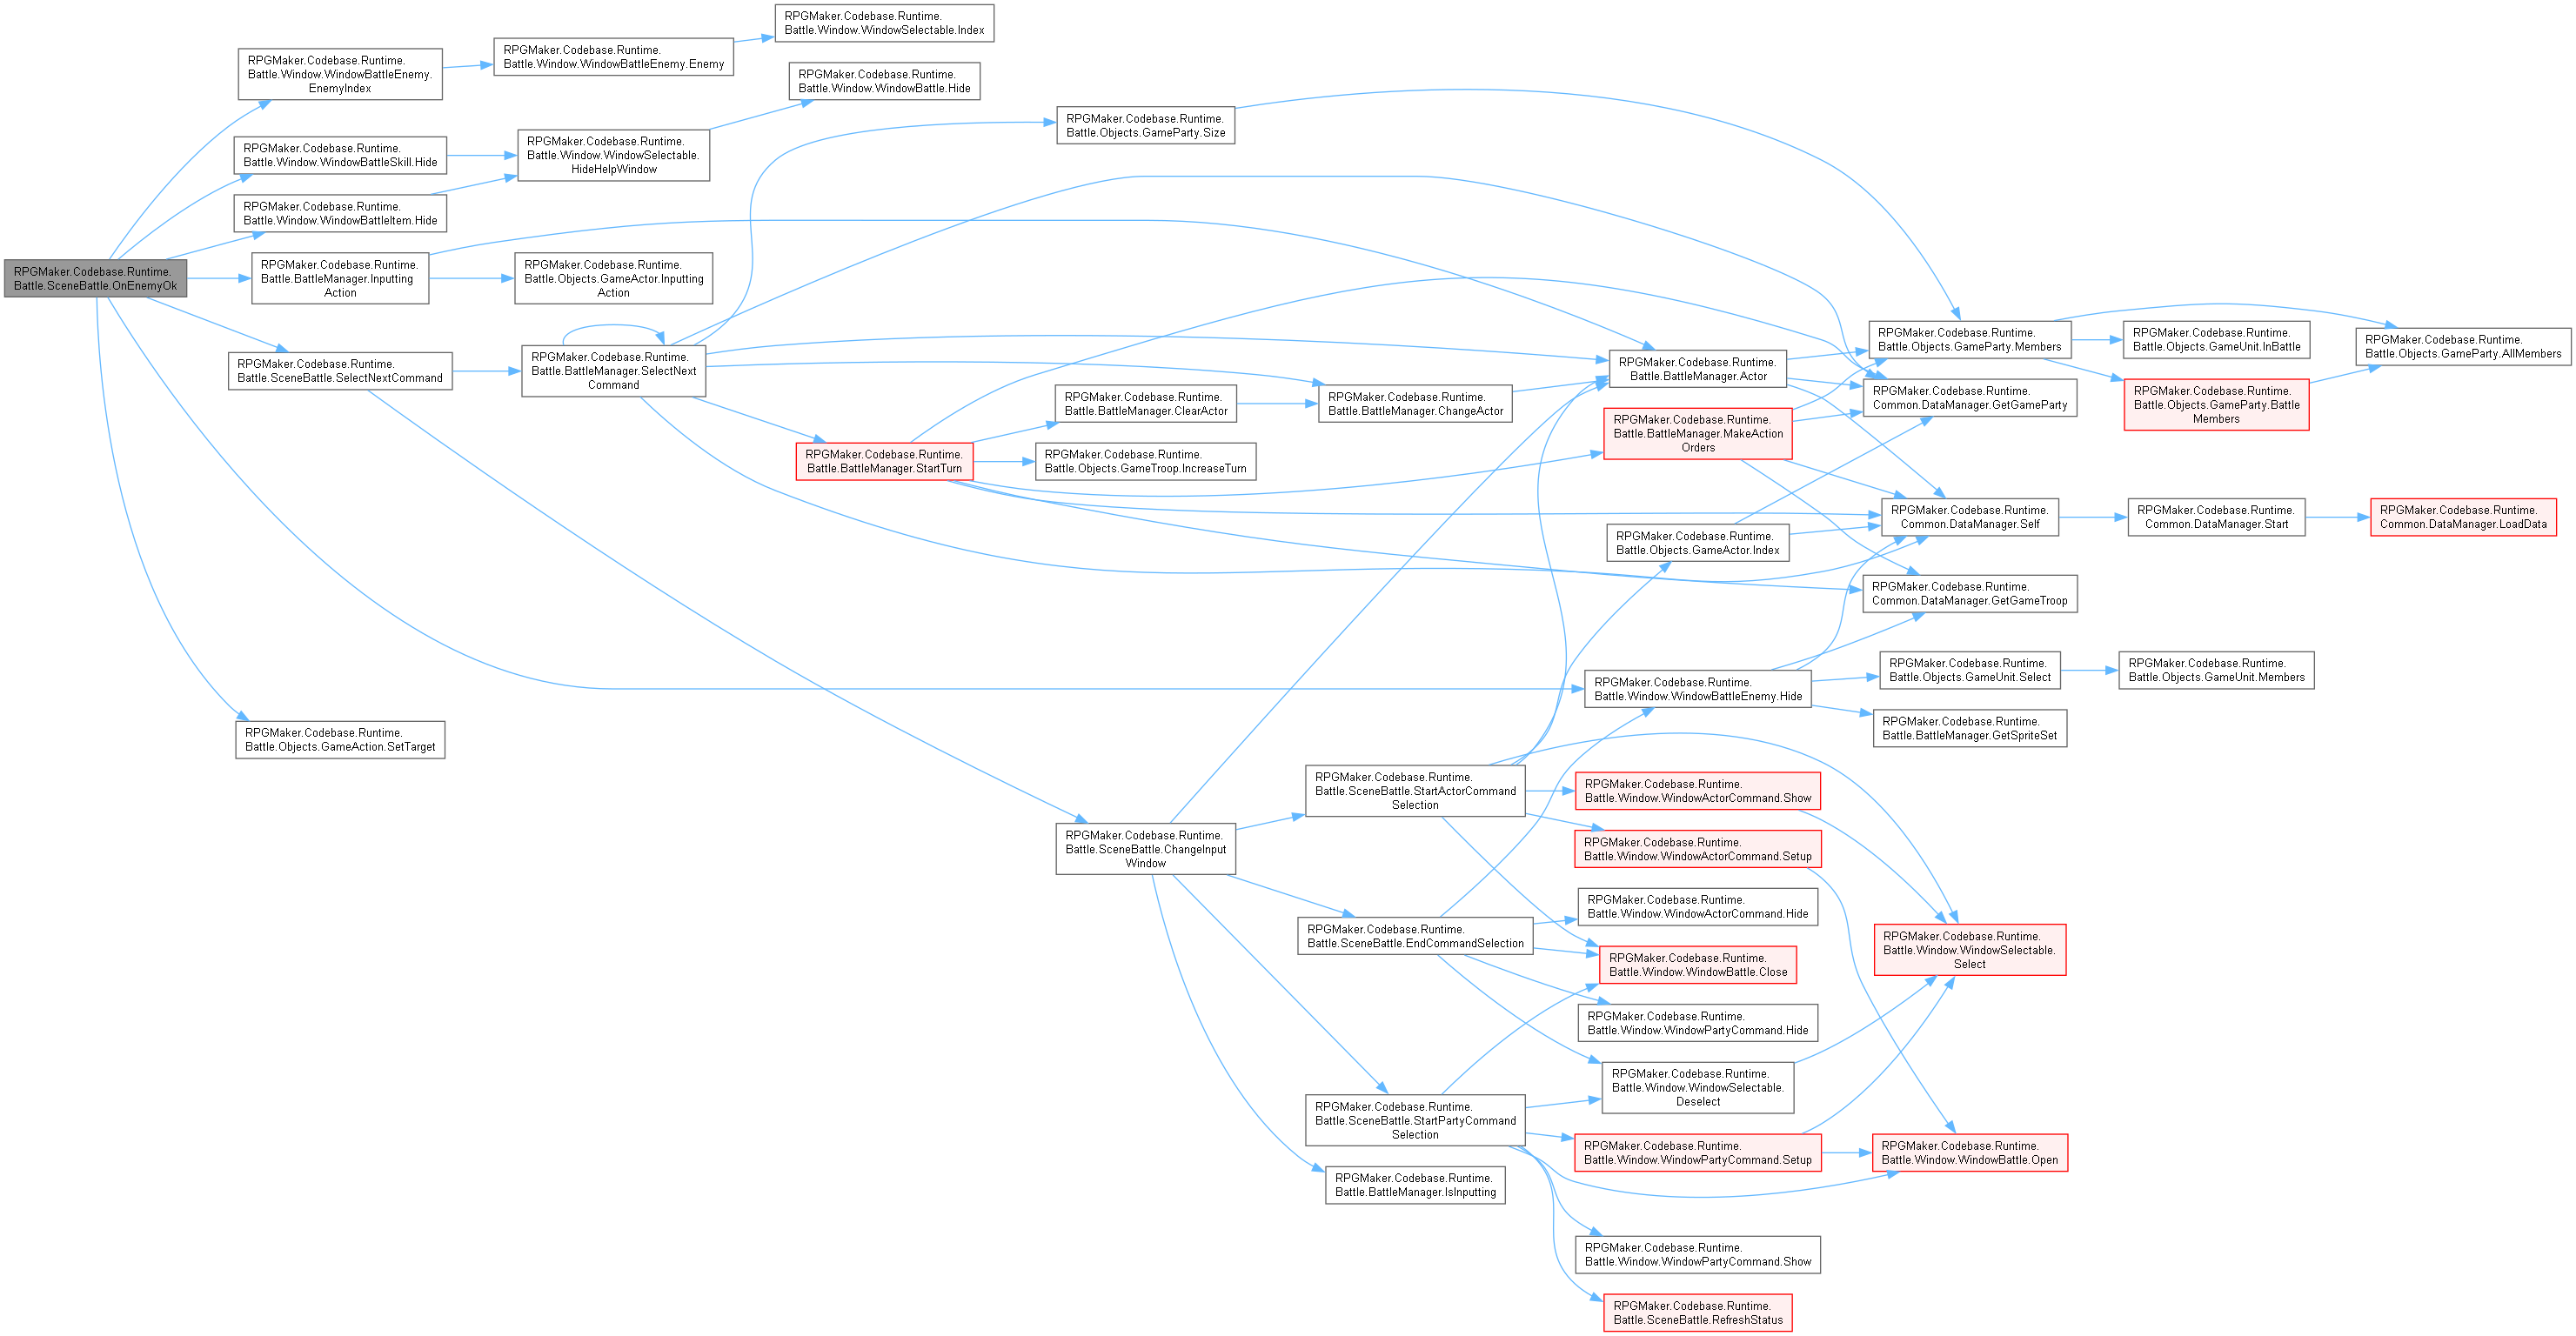 RPGMaker.Codebase.Runtime.
Battle.SceneBattle.OnEnemyOk
RPGMaker.Codebase.Runtime.
Battle.Window.WindowBattleEnemy.
EnemyIndex
RPGMaker.Codebase.Runtime.
Battle.Window.WindowBattleSkill.Hide
RPGMaker.Codebase.Runtime.
Battle.Window.WindowBattleItem.Hide
RPGMaker.Codebase.Runtime.
Battle.BattleManager.Inputting
Action
RPGMaker.Codebase.Runtime.
Battle.SceneBattle.SelectNextCommand
RPGMaker.Codebase.Runtime.
Battle.Objects.GameAction.SetTarget
RPGMaker.Codebase.Runtime.
Battle.Window.WindowBattleEnemy.Enemy
RPGMaker.Codebase.Runtime.
Battle.Window.WindowSelectable.
HideHelpWindow
RPGMaker.Codebase.Runtime.
Battle.Objects.GameActor.Inputting
Action
RPGMaker.Codebase.Runtime.
Battle.BattleManager.SelectNext
Command
RPGMaker.Codebase.Runtime.
Battle.Window.WindowSelectable.Index
RPGMaker.Codebase.Runtime.
Battle.Window.WindowBattle.Hide
RPGMaker.Codebase.Runtime.
Battle.BattleManager.StartTurn
RPGMaker.Codebase.Runtime.
Battle.Objects.GameParty.Size
RPGMaker.Codebase.Runtime.
Battle.BattleManager.ClearActor
RPGMaker.Codebase.Runtime.
Battle.Objects.GameTroop.IncreaseTurn
RPGMaker.Codebase.Runtime.
Battle.SceneBattle.ChangeInput
Window
RPGMaker.Codebase.Runtime.
Battle.BattleManager.ChangeActor
RPGMaker.Codebase.Runtime.
Battle.SceneBattle.StartActorCommand
Selection
RPGMaker.Codebase.Runtime.
Battle.SceneBattle.EndCommandSelection
RPGMaker.Codebase.Runtime.
Battle.SceneBattle.StartPartyCommand
Selection
RPGMaker.Codebase.Runtime.
Battle.BattleManager.IsInputting
RPGMaker.Codebase.Runtime.
Battle.BattleManager.Actor
RPGMaker.Codebase.Runtime.
Battle.BattleManager.MakeAction
Orders
RPGMaker.Codebase.Runtime.
Battle.Objects.GameActor.Index
RPGMaker.Codebase.Runtime.
Battle.Window.WindowBattleEnemy.Hide
RPGMaker.Codebase.Runtime.
Battle.Window.WindowActorCommand.Show
RPGMaker.Codebase.Runtime.
Battle.Window.WindowActorCommand.Setup
RPGMaker.Codebase.Runtime.
Battle.Window.WindowActorCommand.Hide
RPGMaker.Codebase.Runtime.
Battle.Window.WindowBattle.Close
RPGMaker.Codebase.Runtime.
Battle.Window.WindowPartyCommand.Hide
RPGMaker.Codebase.Runtime.
Battle.Window.WindowSelectable.
Deselect
RPGMaker.Codebase.Runtime.
Battle.Window.WindowPartyCommand.Setup
RPGMaker.Codebase.Runtime.
Battle.Window.WindowPartyCommand.Show
RPGMaker.Codebase.Runtime.
Battle.SceneBattle.RefreshStatus
RPGMaker.Codebase.Runtime.
Battle.Objects.GameParty.Members
RPGMaker.Codebase.Runtime.
Common.DataManager.GetGameParty
RPGMaker.Codebase.Runtime.
Common.DataManager.Self
RPGMaker.Codebase.Runtime.
Common.DataManager.GetGameTroop
RPGMaker.Codebase.Runtime.
Battle.Objects.GameUnit.Select
RPGMaker.Codebase.Runtime.
Battle.BattleManager.GetSpriteSet
RPGMaker.Codebase.Runtime.
Battle.Window.WindowSelectable.
Select
RPGMaker.Codebase.Runtime.
Battle.Window.WindowBattle.Open
RPGMaker.Codebase.Runtime.
Battle.Objects.GameUnit.InBattle
RPGMaker.Codebase.Runtime.
Battle.Objects.GameParty.Battle
Members
RPGMaker.Codebase.Runtime.
Common.DataManager.Start
RPGMaker.Codebase.Runtime.
Battle.Objects.GameUnit.Members
RPGMaker.Codebase.Runtime.
Battle.Objects.GameParty.AllMembers
RPGMaker.Codebase.Runtime.
Common.DataManager.LoadData